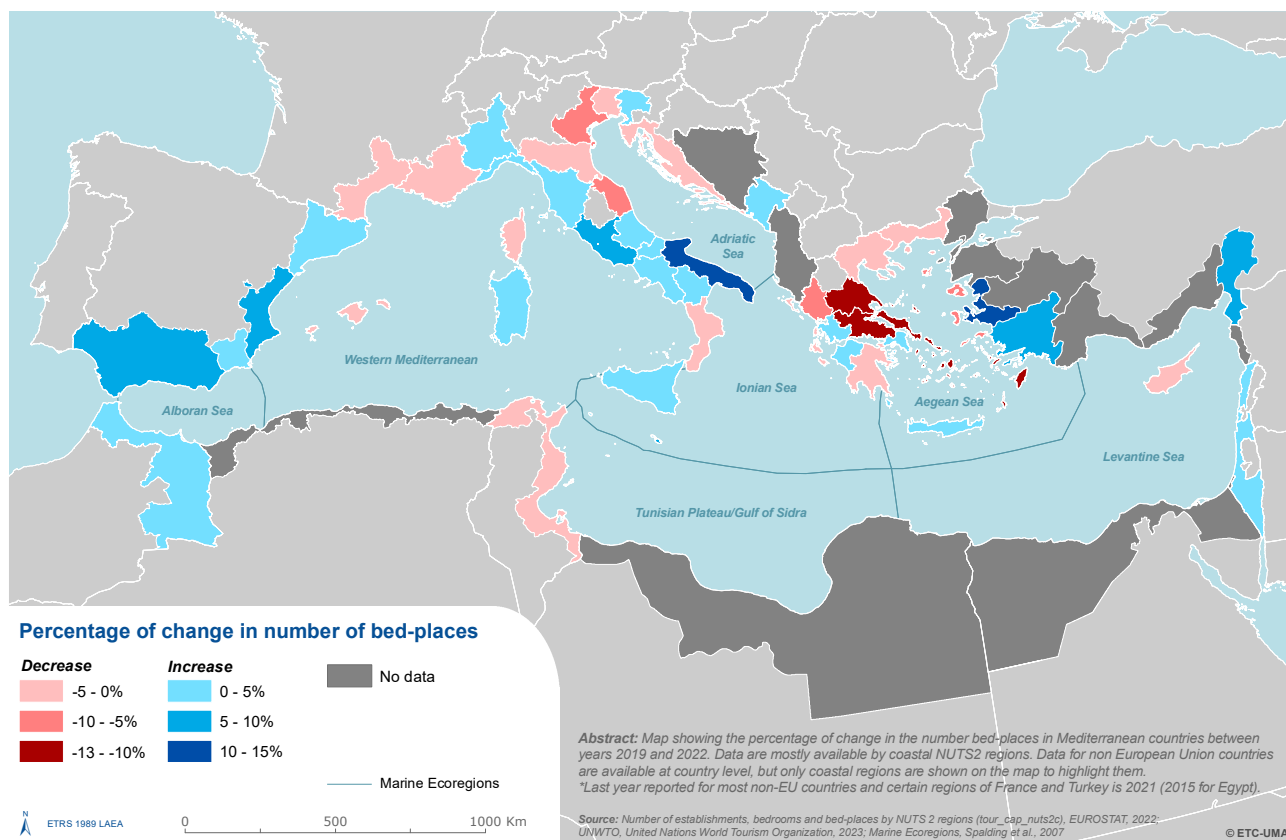 Adriatic
Sea
Western Mediterranean
Ionian Sea
Aegean Sea
Alboran Sea
Levantine Sea
Tunisian Plateau/Gulf of Sidra
Percentage of change in number of bed-places
Decrease
Increase
-5 - 0%
0 - 5%
No data
-10 - -5%
5 - 10%
-13 - -10%
10 - 15%
Marine Ecoregions
N
ETRS 1989 LAEA
0 500 1000 Km
Abstract: Map showing the percentage of change in the number bed-places in Mediterranean countries between
years 2019 and 2022. Data are mostly available by coastal NUTS2 regions. Data for non European Union countries
are available at country level, but only coastal regions are shown on the map to highlight them.
*Last year reported for most non-EU countries and certain regions of France and Turkey is 2021 (2015 for Egypt).
Source: Number of establishments, bedrooms and bed-places by NUTS 2 regions (tour_cap_nuts2c), EUROSTAT, 2022;
UNWTO, United Nations World Tourism Organization, 2023; Marine Ecoregions, Spalding et al., 2007
© ETC-UMA